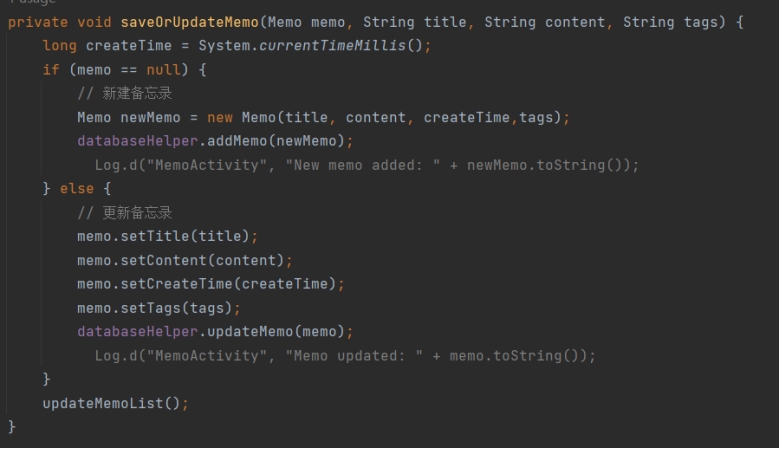 1 usage
private void saveOrUpdateMemo(Memo memo, String title, String content, String tags) {
long createTime = System.currentTimeMillis();
if (memo == null) {
// 新建备忘录
Memo newMemo = new Memo(title, content, createTime,tags);
databaseHelper.addMemo(newMemo);
Log.d("MemoActivity", "New memo added: " + newMemo.toString());
} else {
// 更新备忘录
memo.setTitle(title);
memo.setContent(content);
memo.setCreateTime(createTime);
memo.setTags(tags);
databaseHelper.updateMemo(memo);
Log.d("MemoActivity", "Memo updated: " + memo.toString());
}
updateMemoList();
}